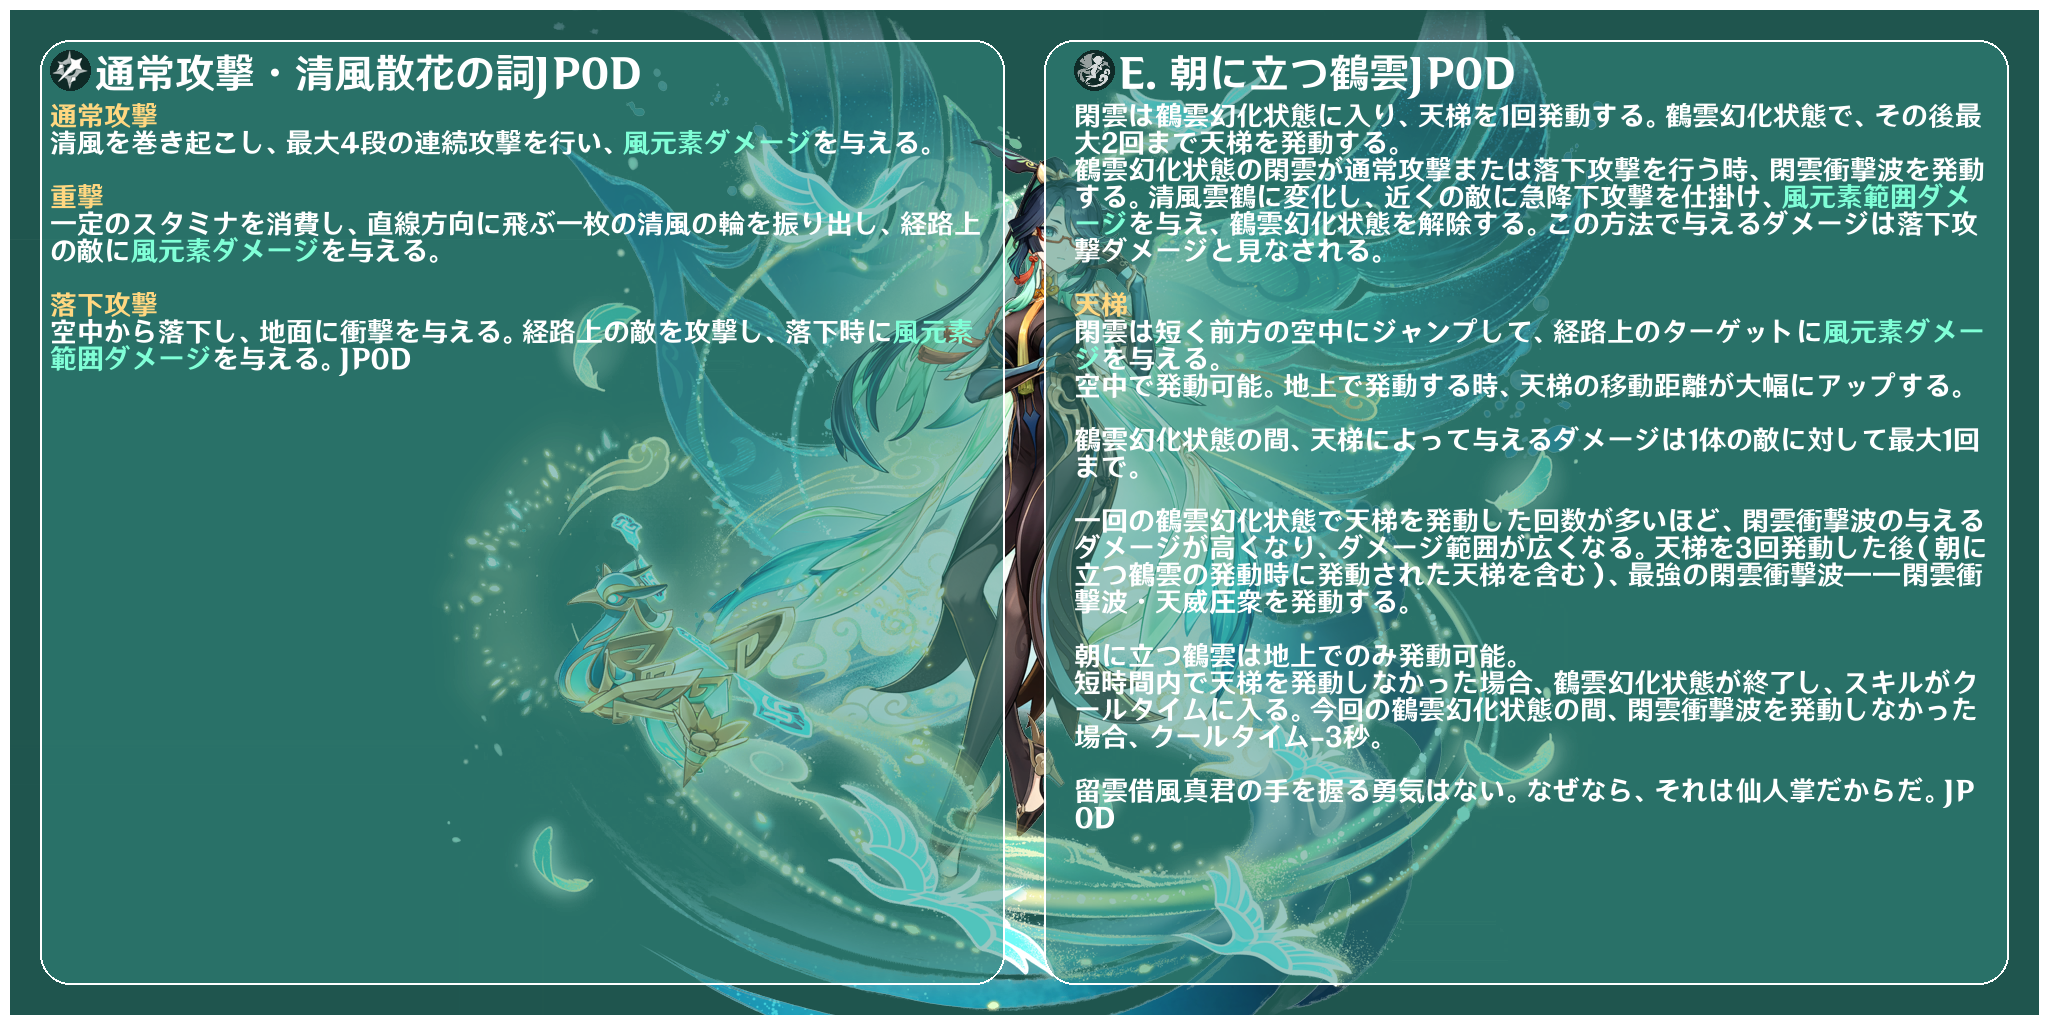 通常攻撃・清風散花の詞JPOD
通常攻撃
清風を巻き起こし、最大4段の連続攻撃を行い、風元素ダメージを与える。
重撃
一定のスタミナを消費し、直線方向に飛ぶ一枚の清風の輪を振り出し、経路上
の敵に風元素ダメージを与える。
落下攻撃
空中から落下し、地面に衝撃を与える。経路上の敵を攻撃し、落下時に風元素
範囲ダメージを与える。JPOD
E. 朝に立つ鶴雲JPOD
閑雲は鶴雲幻化状態に入り、天梯を1回発動する。鶴雲幻化状態で、その後最
大2回まで天梯を発動する。
鶴雲幻化状態の閑雲が通常攻撃または落下攻撃を行う時、閑雲衝撃波を発動
する。清風雲鶴に変化し、近くの敵に急降下攻撃を仕掛け、風元素範囲ダメ
ージを与え、鶴雲幻化状態を解除する。この方法で与えるダメージは落下攻
撃ダメージと見なされる。
天梯
閑雲は短く前方の空中にジャンプして、経路上のターゲットに風元素ダメー
ジを与える。
空中で発動可能。地上で発動する時、天梯の移動距離が大幅にアップする。
鶴雲幻化状態の間、天梯によって与えるダメージは1体の敵に対して最大1回
まで。
一回の鶴雲幻化状態で天梯を発動した回数が多いほど、閑雲衝撃波の与える
ダメージが高くなり、ダメージ範囲が広くなる。天梯を3回発動した後(朝に
立つ鶴雲の発動時に発動された天梯を含む)、最強の閑雲衝撃波——閑雲衝
撃波・天威圧衆を発動する。
朝に立つ鶴雲は地上でのみ発動可能。
短時間内で天梯を発動しなかった場合、鶴雲幻化状態が終了し、スキルがク
ールタイムに入る。今回の鶴雲幻化状態の間、閑雲衝撃波を発動しなかった
場合、クールタイム-3秒。
留雲借風真君の手を握る勇気はない。なぜなら、それは仙人掌だからだ。JP
OD